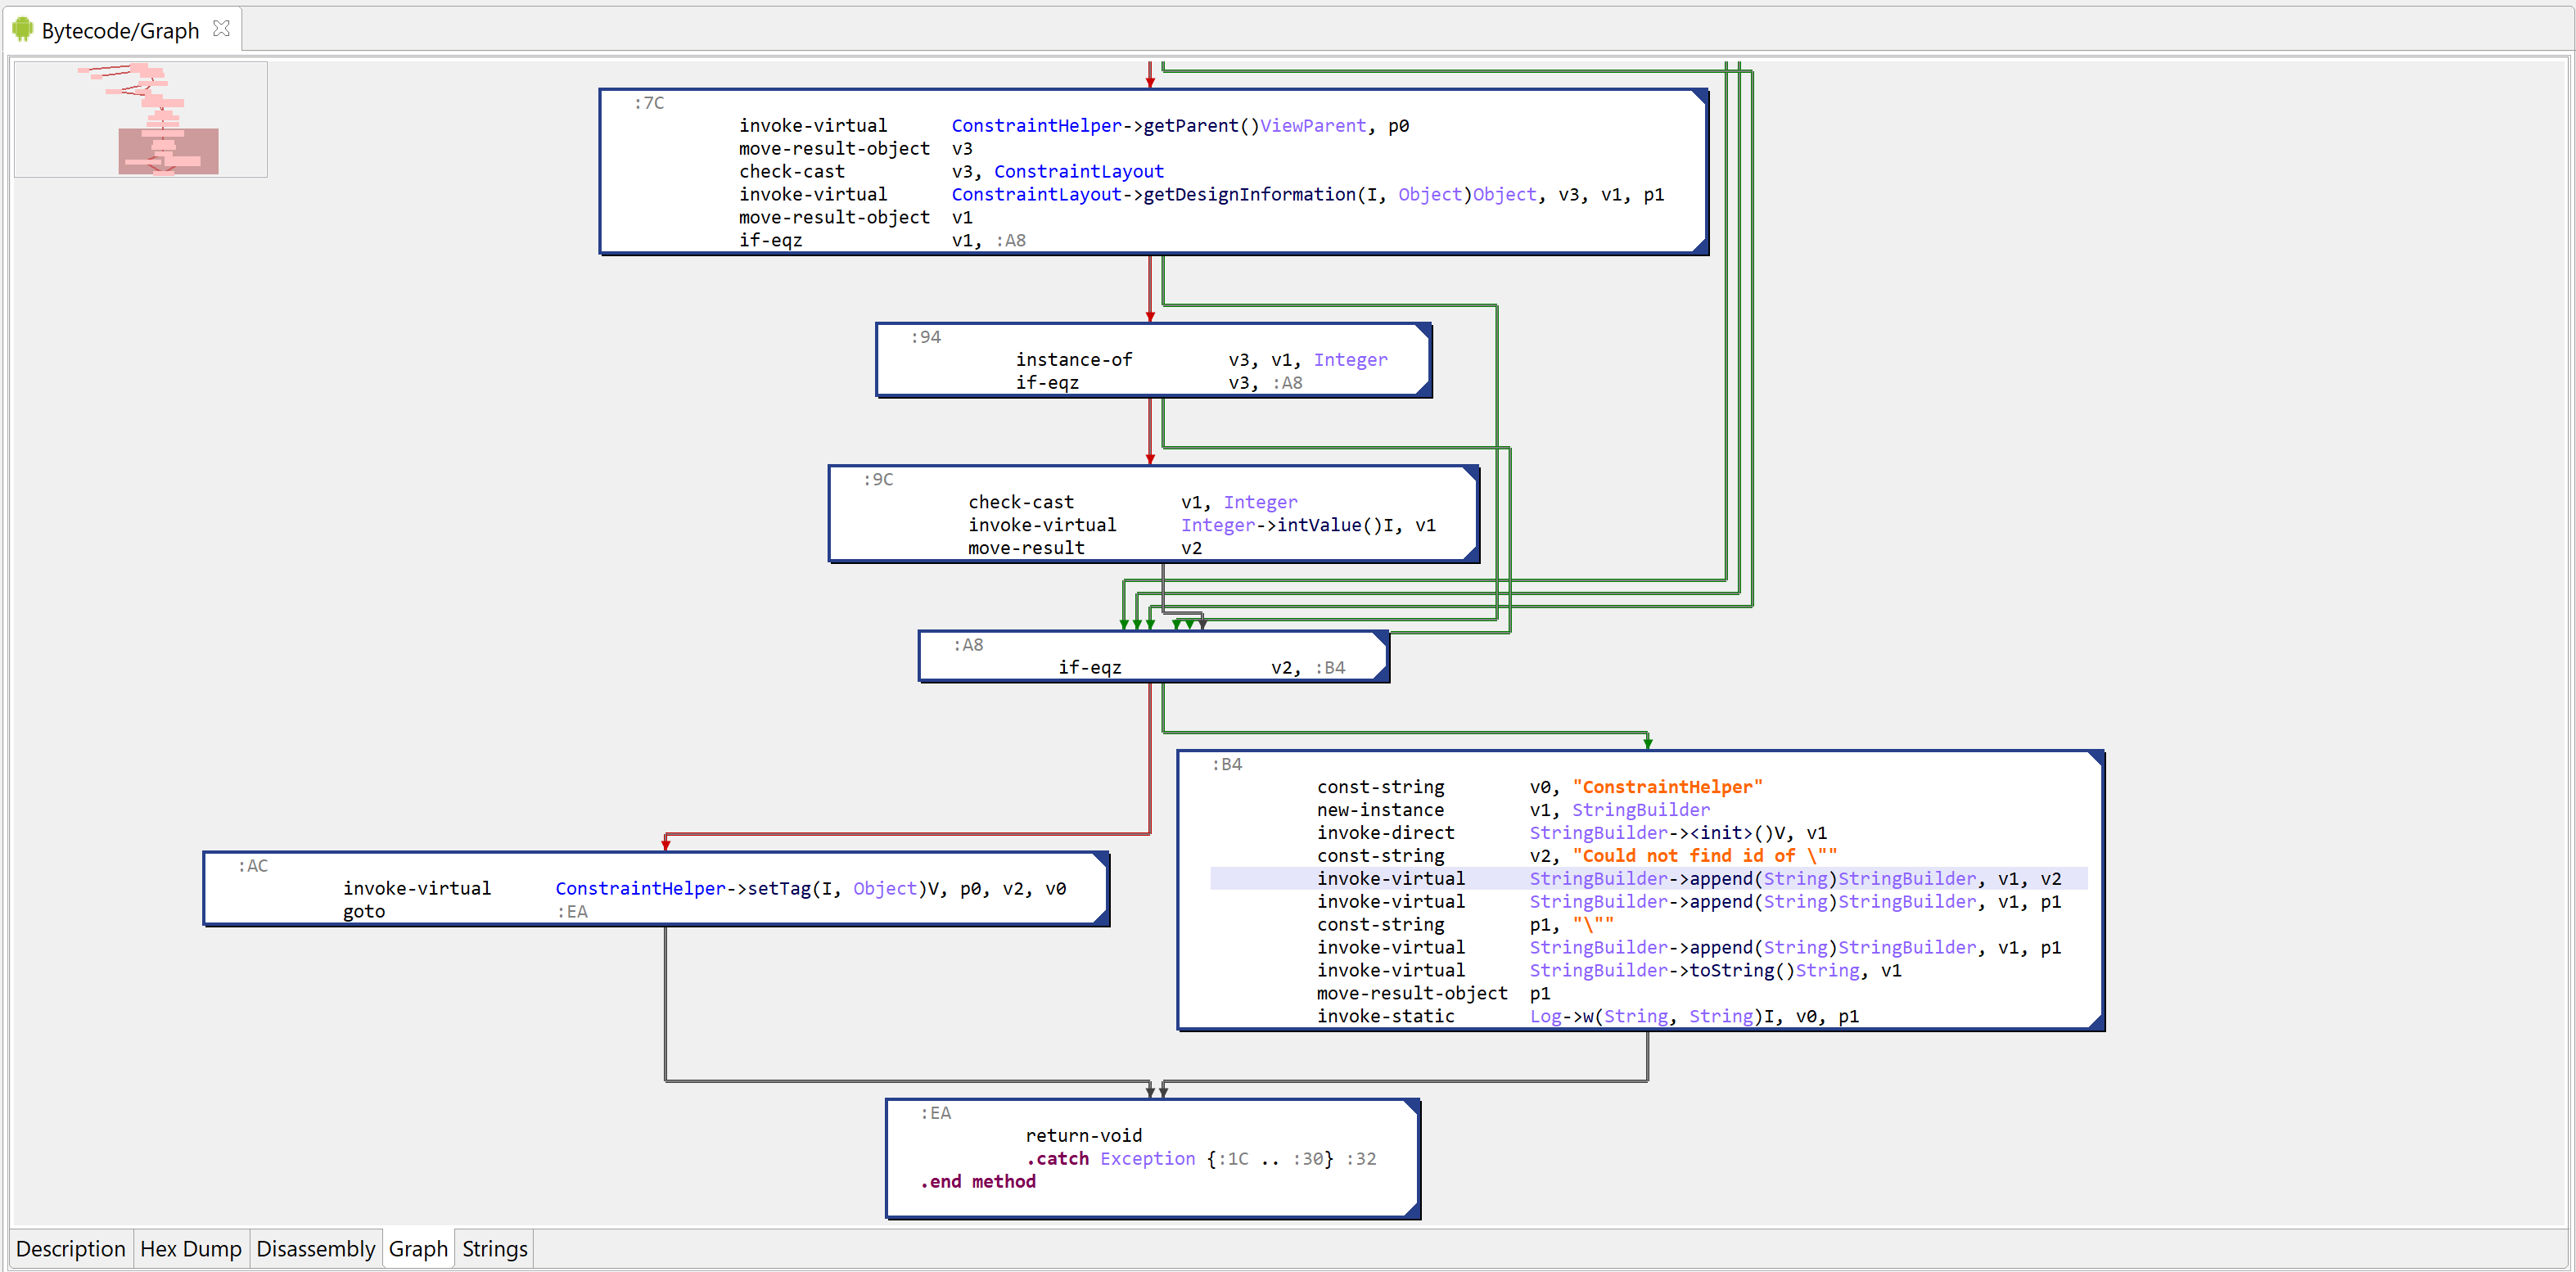 Bytecode/Graph
:7C
invoke-virtual ConstraintHelper->getParent()ViewParent, p0
move-result-object v3
check-cast v3, ConstraintLayout
invoke-virtual ConstraintLayout->getDesignInformation(I, Object)Object, v3, v1, p1
move-result-object v1
if-eqz v1, :A8
:94
instance-of v3, v1, Integer
if-eqz v3, :A8
:9C
check-cast v1, Integer
invoke-virtual Integer->intValue()I, v1
move-result v2
:A8
if-eqz v2, :B4
:B4
const-string v0, "ConstraintHelper"
new-instance v1, StringBuilder
invoke-direct StringBuilder-><init>()V, v1
const-string v2, "Could not find id of \""
invoke-virtual StringBuilder->append(String)StringBuilder, v1, v2
invoke-virtual StringBuilder->append(String)StringBuilder, v1, p1
const-string p1, "\""
invoke-virtual StringBuilder->append(String)StringBuilder, v1, p1
invoke-virtual StringBuilder->toString()String, v1
move-result-object p1
invoke-static Log->w(String, String)I, v0, p1
:AC
invoke-virtual ConstraintHelper->setTag(I, Object)V, p0, v2, v0
goto :EA
:EA
return-void
.catch Exception {:1C .. :30} :32
.end method
Description Hex Dump Disassembly Graph Strings